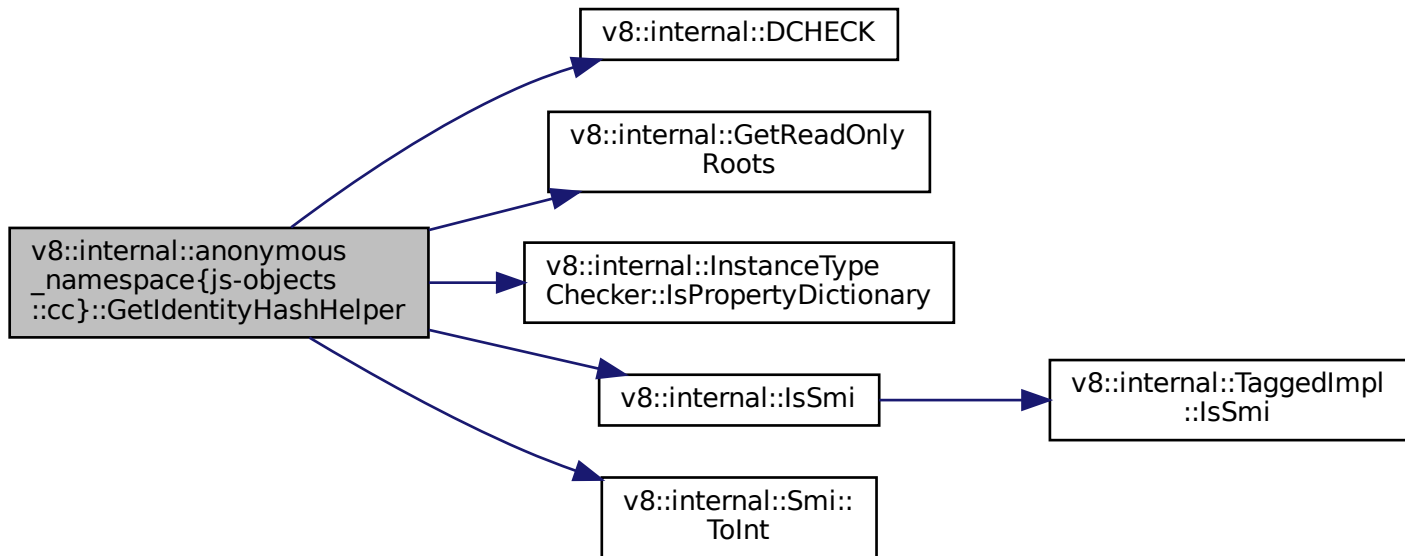 v8::internal::DCHECK
v8::internal::GetReadOnly
Roots
v8::internal::anonymous
_namespace{js-objects
::cc}::GetIdentityHashHelper
v8::internal::InstanceType
Checker::IsPropertyDictionary
v8::internal::IsSmi
v8::internal::TaggedImpl
::IsSmi
v8::internal::Smi::
ToInt